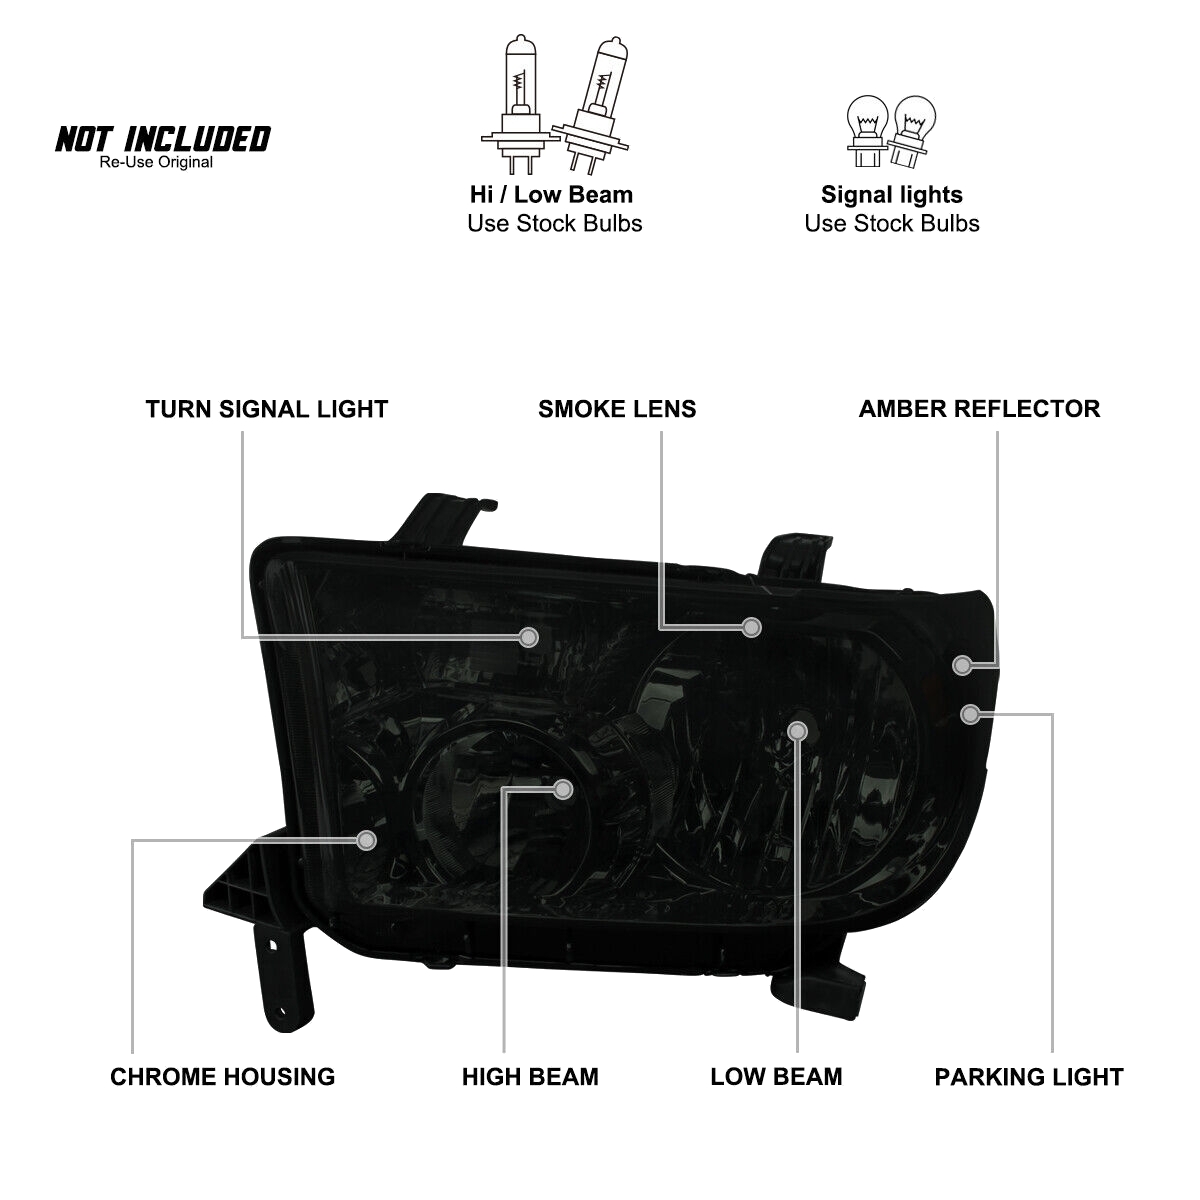 NOT INCLUDED
Re-Use Original
Hi / Low Beam
Use Stock Bulbs
Signal lights
Use Stock Bulbs
TURN SIGNAL LIGHT
SMOKE LENS
AMBER REFLECTOR
CHROME HOUSING
HIGH BEAM
LOW BEAM
PARKING LIGHT